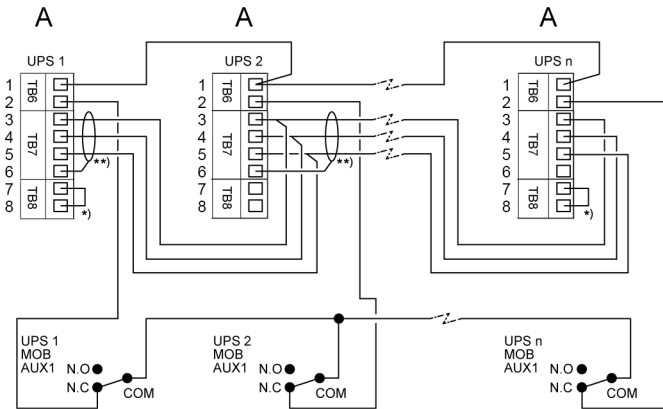 A A A
UPS 1 UPS 2 UPS n
1 TB6 1 TB6 1 TB6
2 2 2
3 3 3
4 TB7 4 TB7 4 TB7
5 5 5
6 **) 6 **) 6
7 TB8 7 TB8 7 TB8
8 *) 8 8 *)
UPS 1 UPS 2 UPS n
MOB MOB MOB
AUX1 N.O AUX1 N.O AUX1 N.O
N.C COM N.C COM N.C COM